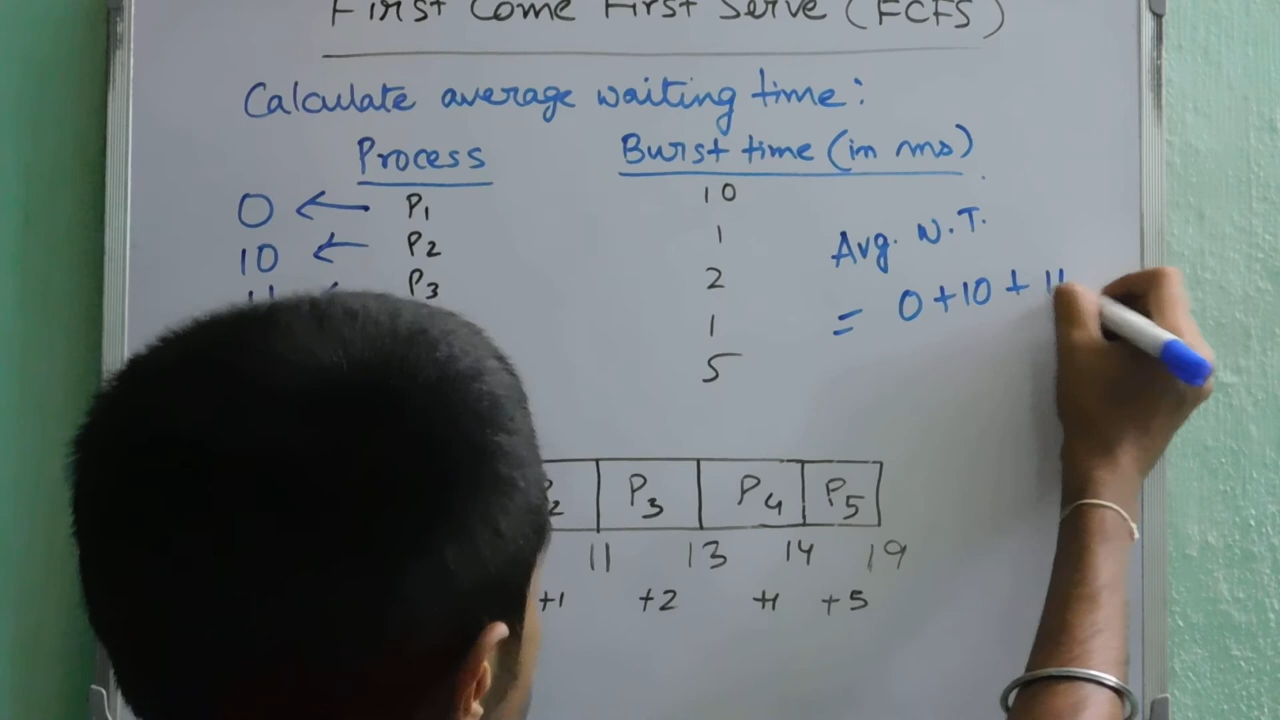 First Come First Serve (FCFS)
Calculate average waiting time:
Process Burst time (in ms)
0 ← P1 10
10 ← P2 1
P3 2
1
5
Avg. W.T.
= 0+10+11
P3 P4 P5
11 13 14 19
+1 +2 +1 +5